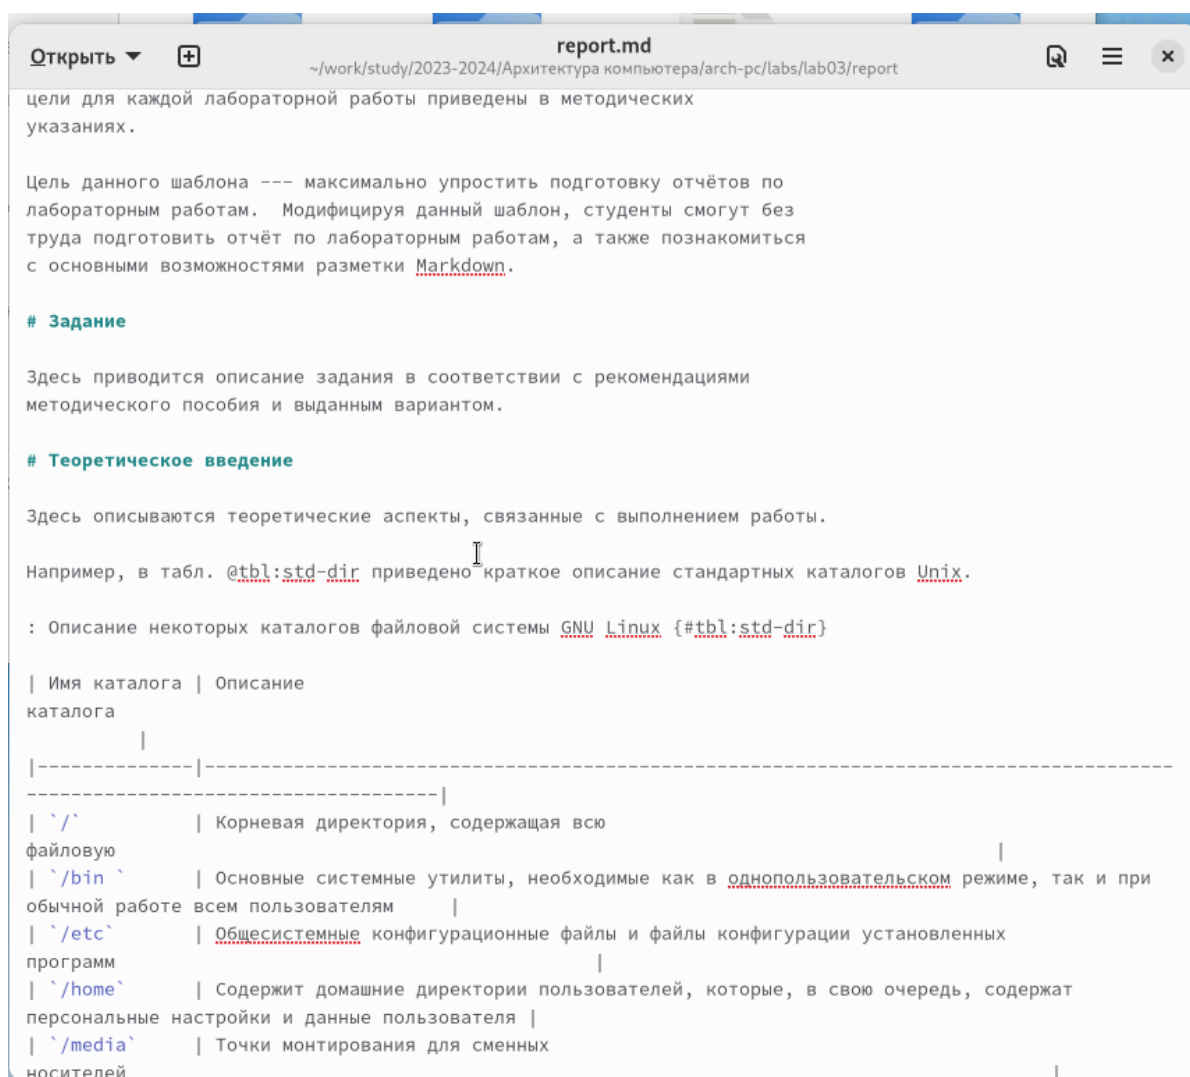 Открыть
report.md
~/work/study/2023-2024/Архитектура компьютера/arch-pc/labs/lab03/report
цели для каждой лабораторной работы приведены в методических
указаниях.
Цель данного шаблона --- максимально упростить подготовку отчётов по
лабораторным работам.  Модифицируя данный шаблон, студенты смогут без
труда подготовить отчёт по лабораторным работам, а также познакомиться
с основными возможностями разметки Markdown.
# Задание
Здесь приводится описание задания в соответствии с рекомендациями
методического пособия и выданным вариантом.
# Теоретическое введение
Здесь описываются теоретические аспекты, связанные с выполнением работы.
Например, в табл. @tbl:std-dir приведено краткое описание стандартных каталогов Unix.
: Описание некоторых каталогов файловой системы GNU Linux {#tbl:std-dir}
| Имя каталога | Описание
каталога
|
|--------------|---------------------------------------------------------------------------------------
-------------------------------------|
| `/`          | Корневая директория, содержащая всю
файловую |
| `/bin `      | Основные системные утилиты, необходимые как в однопользовательском режиме, так и при
обычной работе всем пользователям |
| `/etc`       | Общесистемные конфигурационные файлы и файлы конфигурации установленных
программ |
| `/home`      | Содержит домашние директории пользователей, которые, в свою очередь, содержат
персональные настройки и данные пользователя |
| `/media`     | Точки монтирования для сменных
носителей |